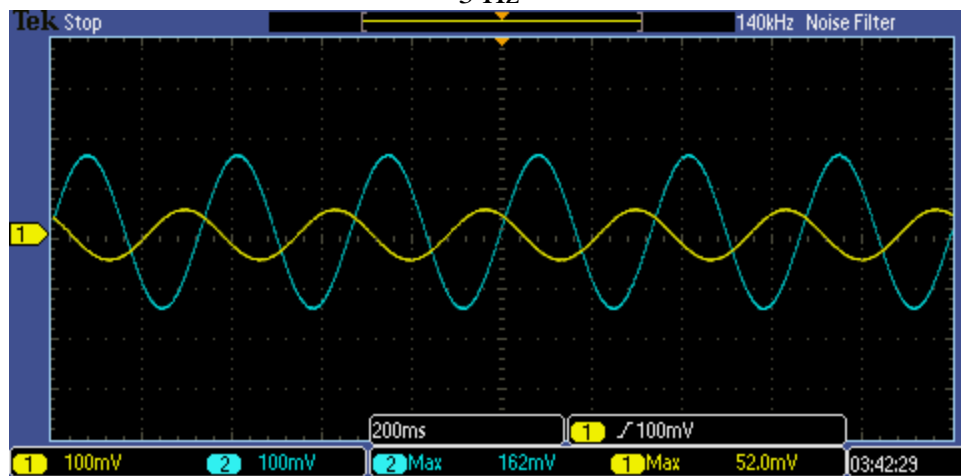 Tek Stop 140kHz Noise Filter
1
200ms 1 ∫ 100mV
1 100mV 2 100mV 2 Max 162mV 1 Max 52.0mV 03:42:29